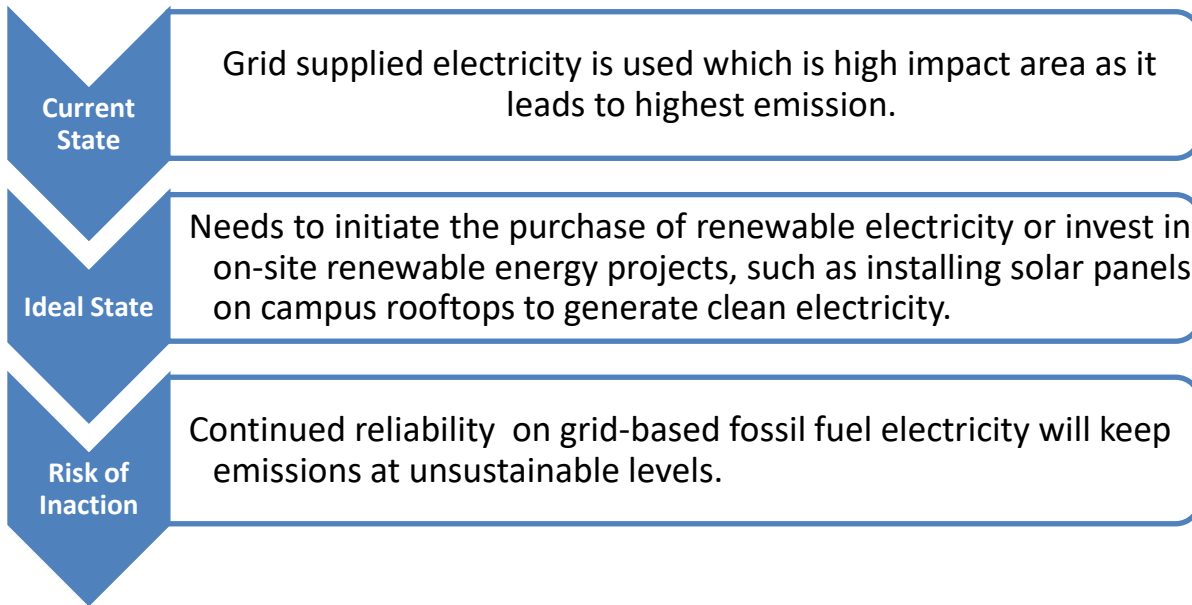 Current
State
Grid supplied electricity is used which is high impact area as it
leads to highest emission.
Ideal State
Needs to initiate the purchase of renewable electricity or invest in
on-site renewable energy projects, such as installing solar panels
on campus rooftops to generate clean electricity.
Risk of
Inaction
Continued reliability  on grid-based fossil fuel electricity will keep
emissions at unsustainable levels.